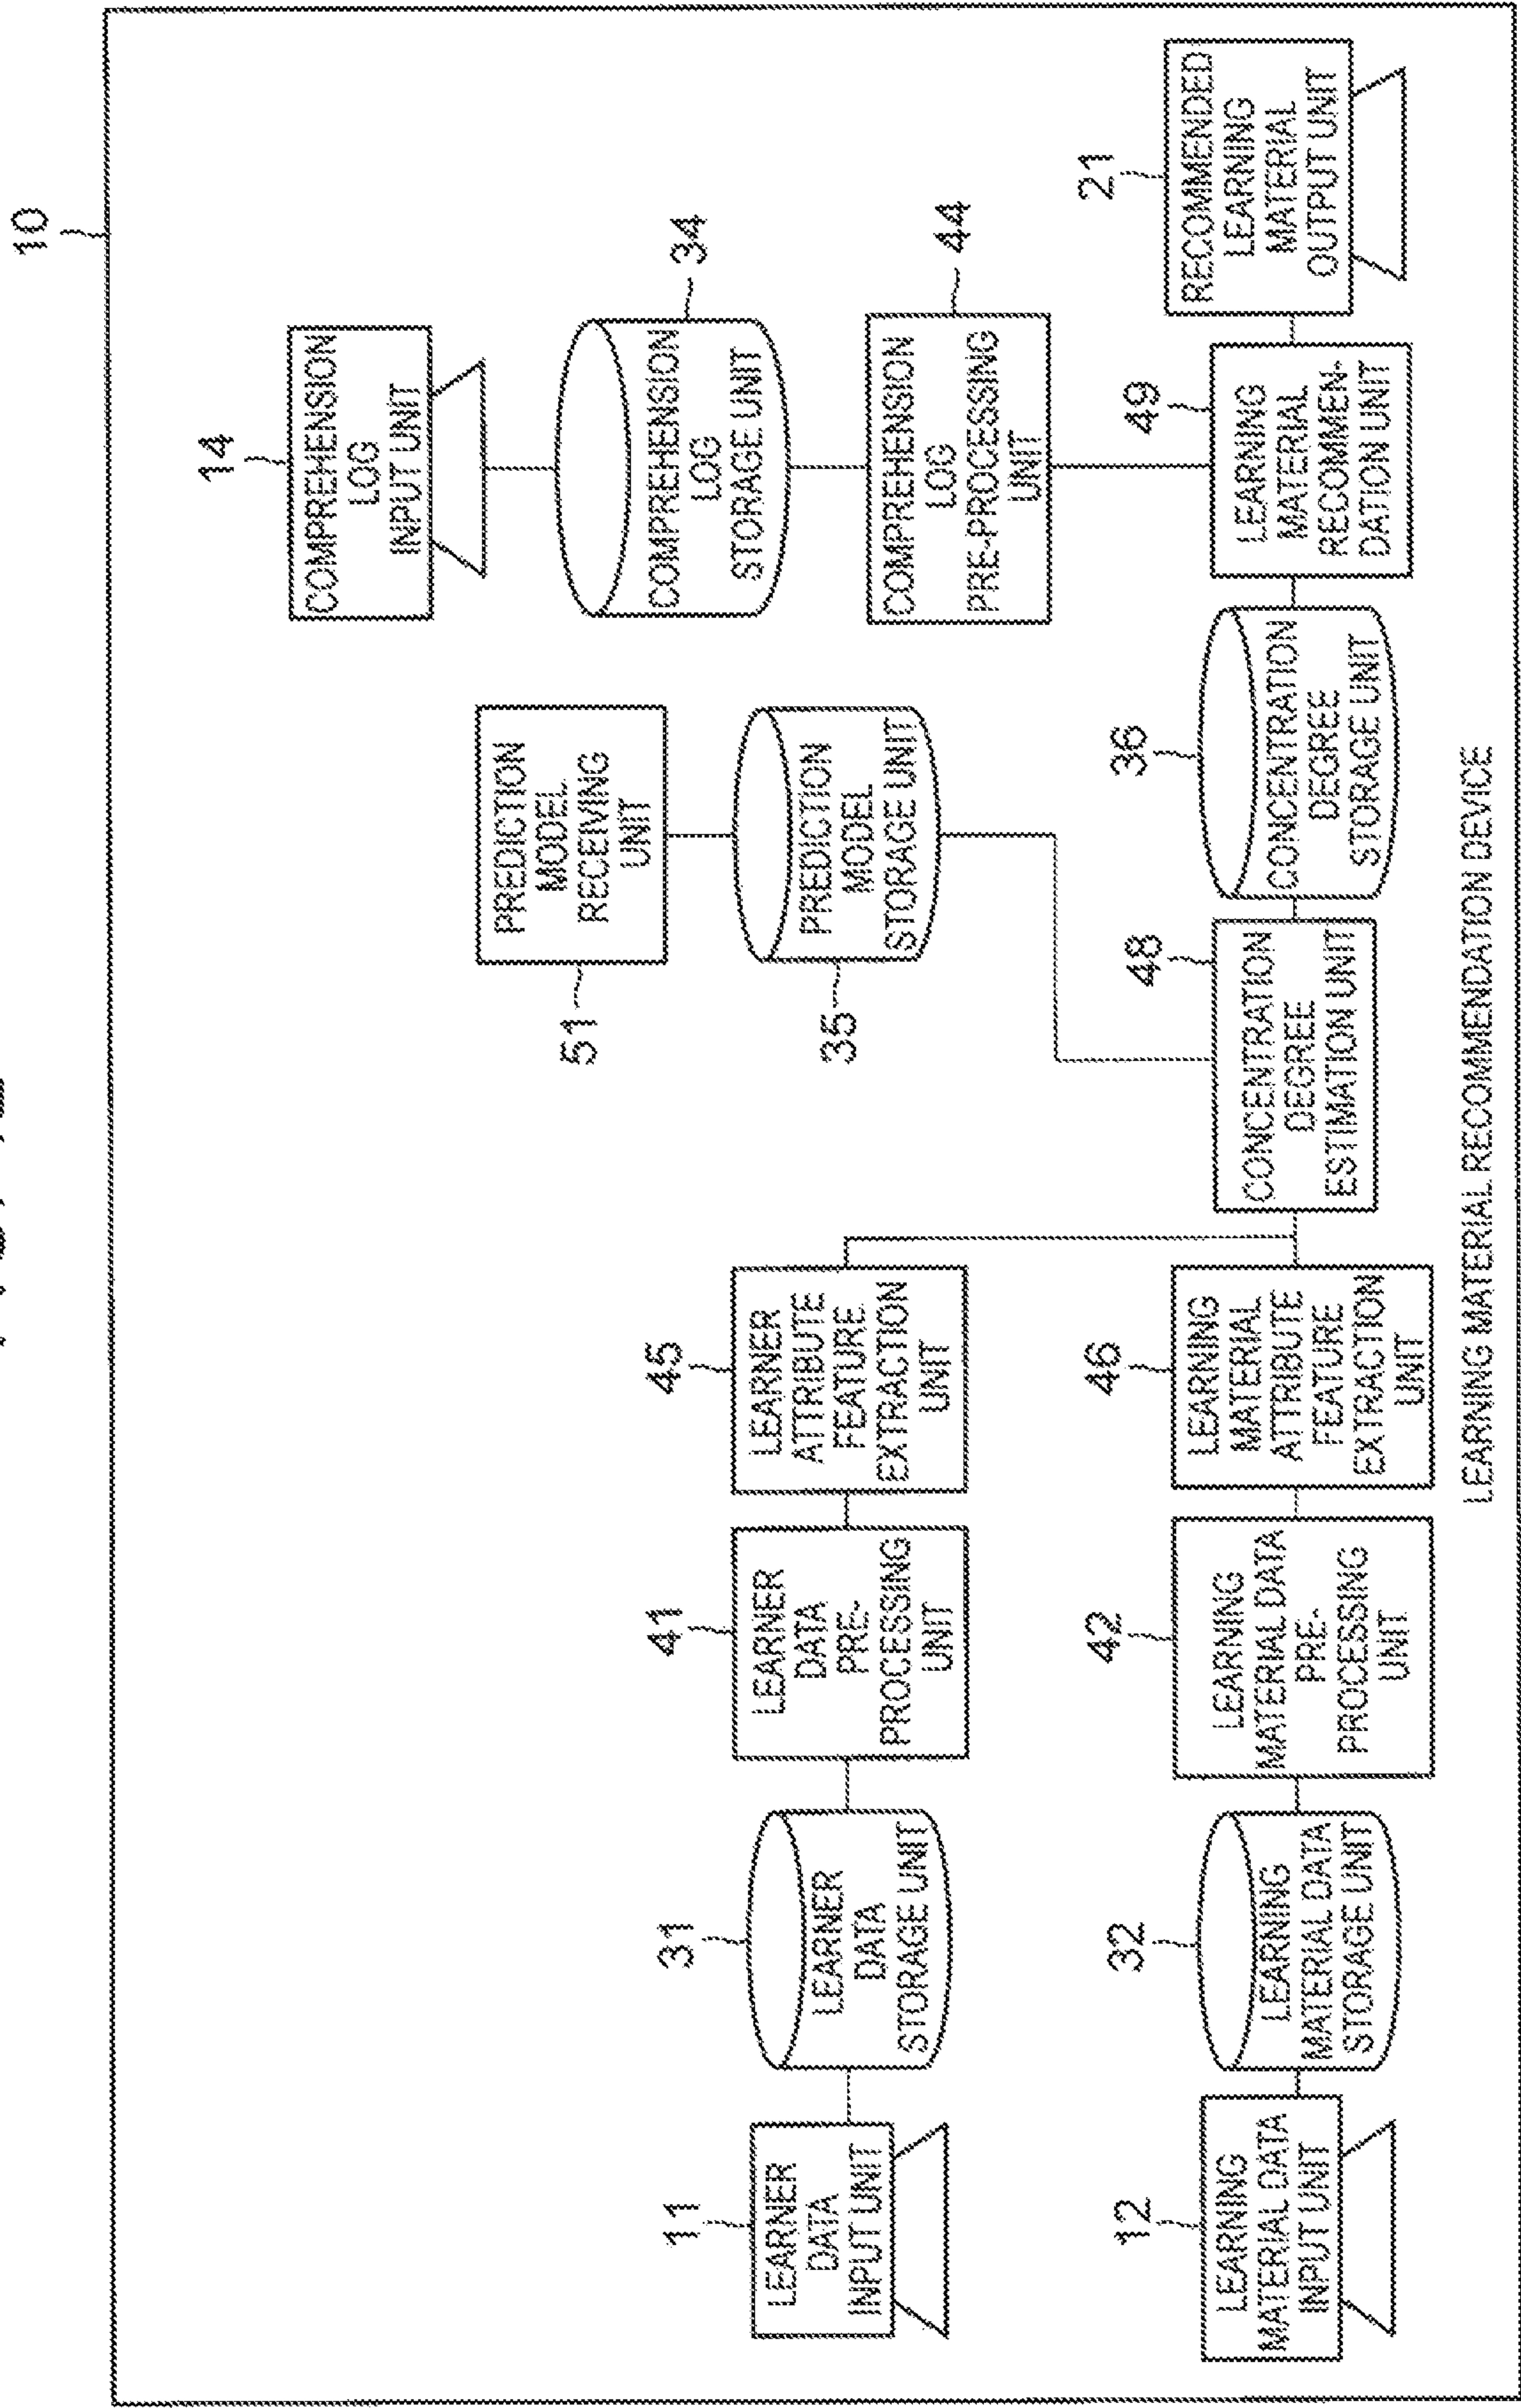 10
14
COMPREHENSION
LOG
INPUT UNIT
34
COMPREHENSION
LOG
STORAGE UNIT
44
COMPREHENSION
LOG
PRE-PROCESSING
UNIT
51
PREDICTION
MODEL
RECEIVING
UNIT
35
PREDICTION
MODEL
STORAGE UNIT
11
LEARNER
DATA
INPUT UNIT
31
LEARNER
DATA
STORAGE UNIT
41
LEARNER
DATA
PRE-
PROCESSING
UNIT
45
LEARNER
ATTRIBUTE
FEATURE
EXTRACTION
UNIT
12
LEARNING
MATERIAL DATA
INPUT UNIT
32
LEARNING
MATERIAL DATA
STORAGE UNIT
42
LEARNING
MATERIAL DATA
PRE-
PROCESSING
UNIT
46
LEARNING
MATERIAL
ATTRIBUTE
FEATURE
EXTRACTION
UNIT
48
CONCENTRATION
DEGREE
ESTIMATION UNIT
36
CONCENTRATION
DEGREE
STORAGE UNIT
49
LEARNING
MATERIAL
RECOMMEN-
DATION UNIT
21
RECOMMENDED
LEARNING
MATERIAL
OUTPUT UNIT
LEARNING MATERIAL RECOMMENDATION DEVICE